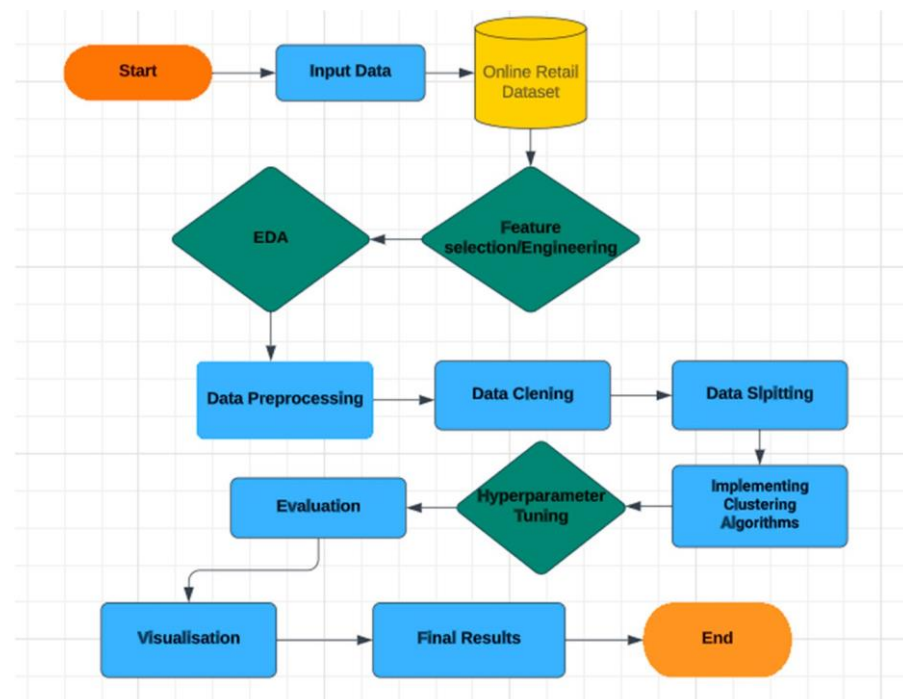 Start
Input Data
Online Retail
Dataset
Feature
selection/Engineering
EDA
Data Preprocessing
Data Clening
Data Slpitting
Implementing
Clustering
Algorithms
Hyperparameter
Tuning
Evaluation
Visualisation
Final Results
End